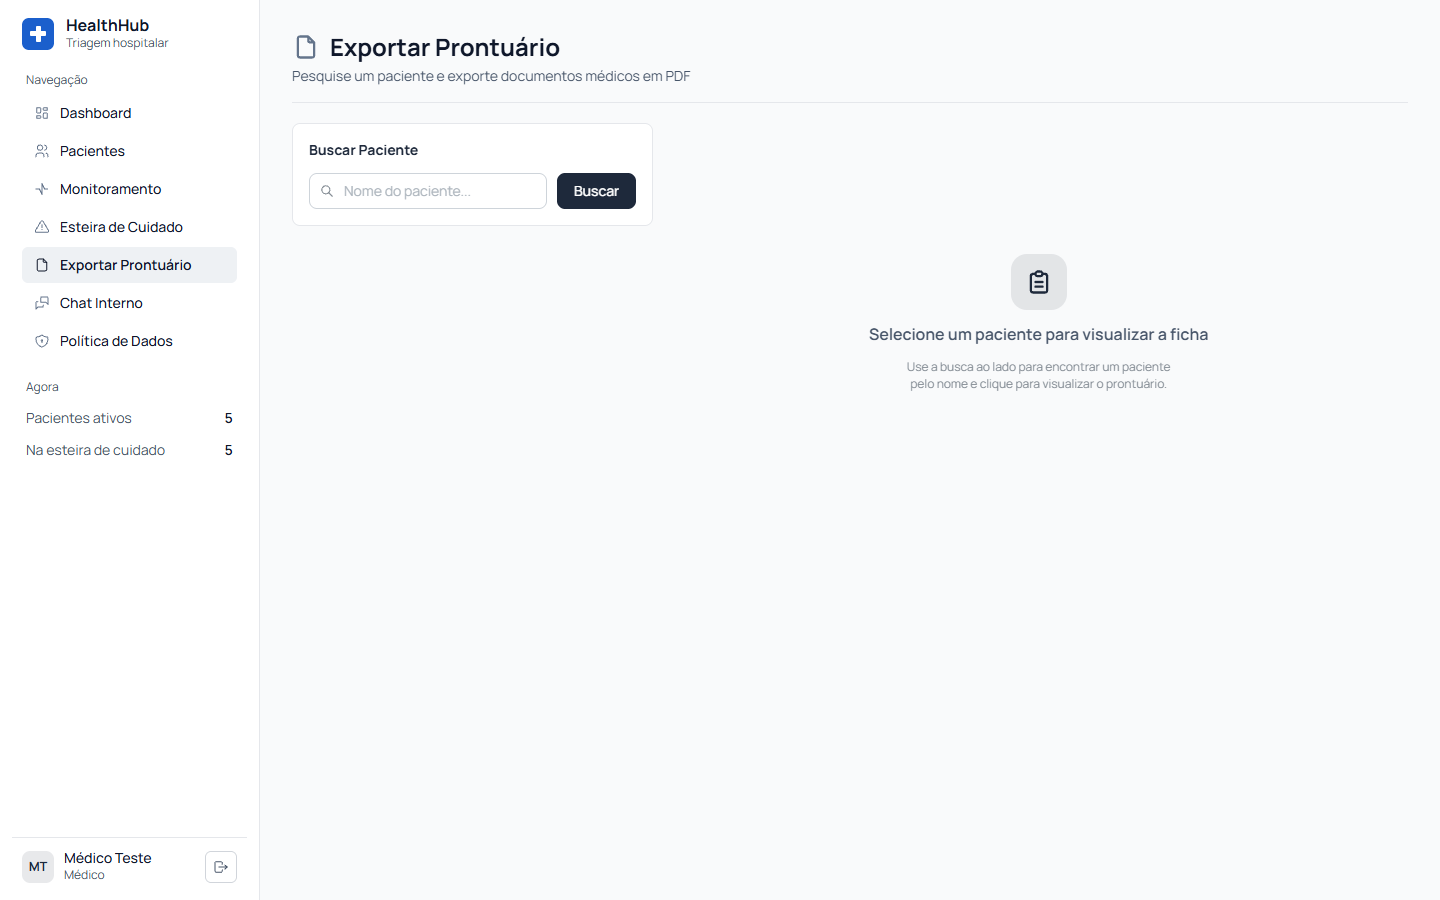 HealthHub
Triagem hospitalar
Navegação
Dashboard
Pacientes
Monitoramento
Esteira de Cuidado
Exportar Prontuário
Chat Interno
Política de Dados
Agora
Pacientes ativos 5
Na esteira de cuidado 5
MT
Médico Teste
Médico
Exportar Prontuário
Pesquise um paciente e exporte documentos médicos em PDF
Buscar Paciente
Nome do paciente...
Buscar
Selecione um paciente para visualizar a ficha
Use a busca ao lado para encontrar um paciente
pelo nome e clique para visualizar o prontuário.